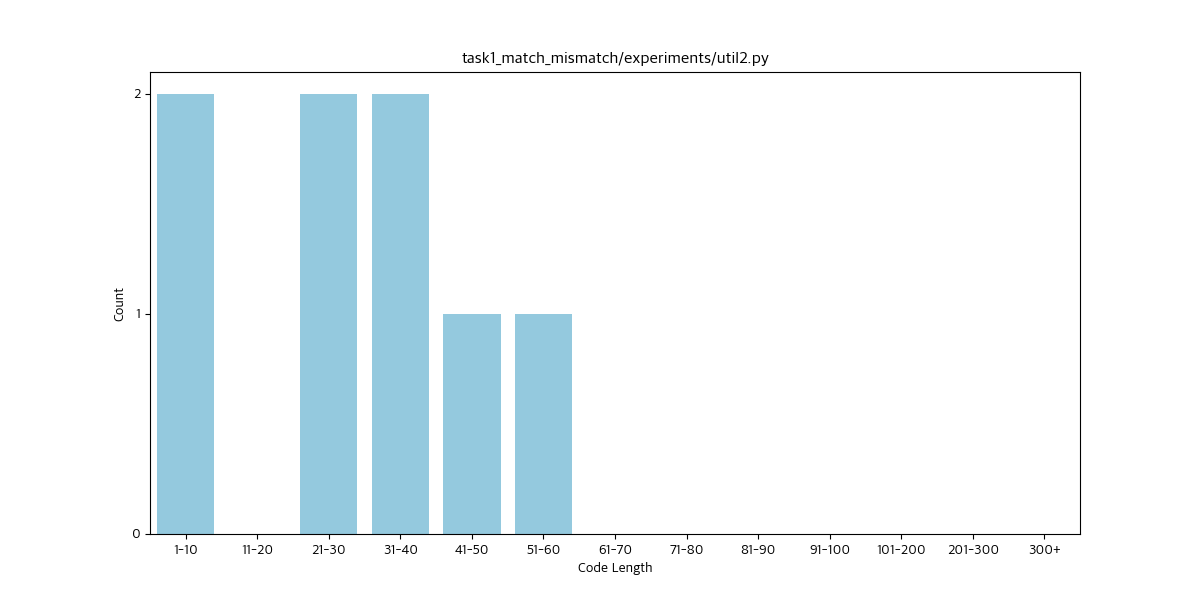 task1_match_mismatch/experiments/util2.py
2
1
0
Count
1-10 11-20 21-30 31-40 41-50 51-60 61-70 71-80 81-90 91-100 101-200 201-300 300+
Code Length